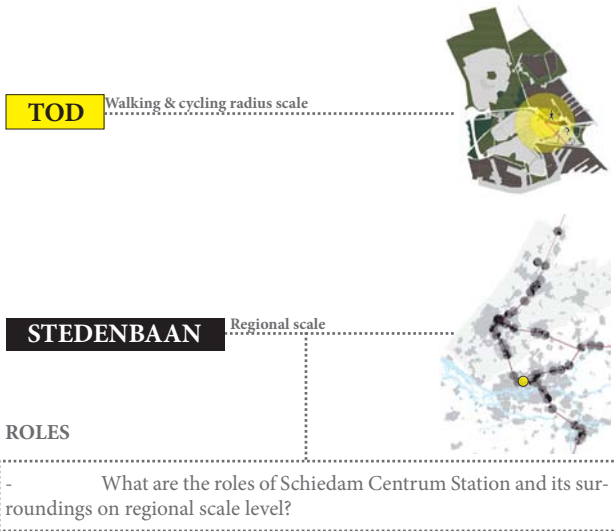 TOD Walking & cycling radius scale
STEDENBAAN Regional scale
ROLES
- What are the roles of Schiedam Centrum Station and its sur-
roundings on regional scale level?